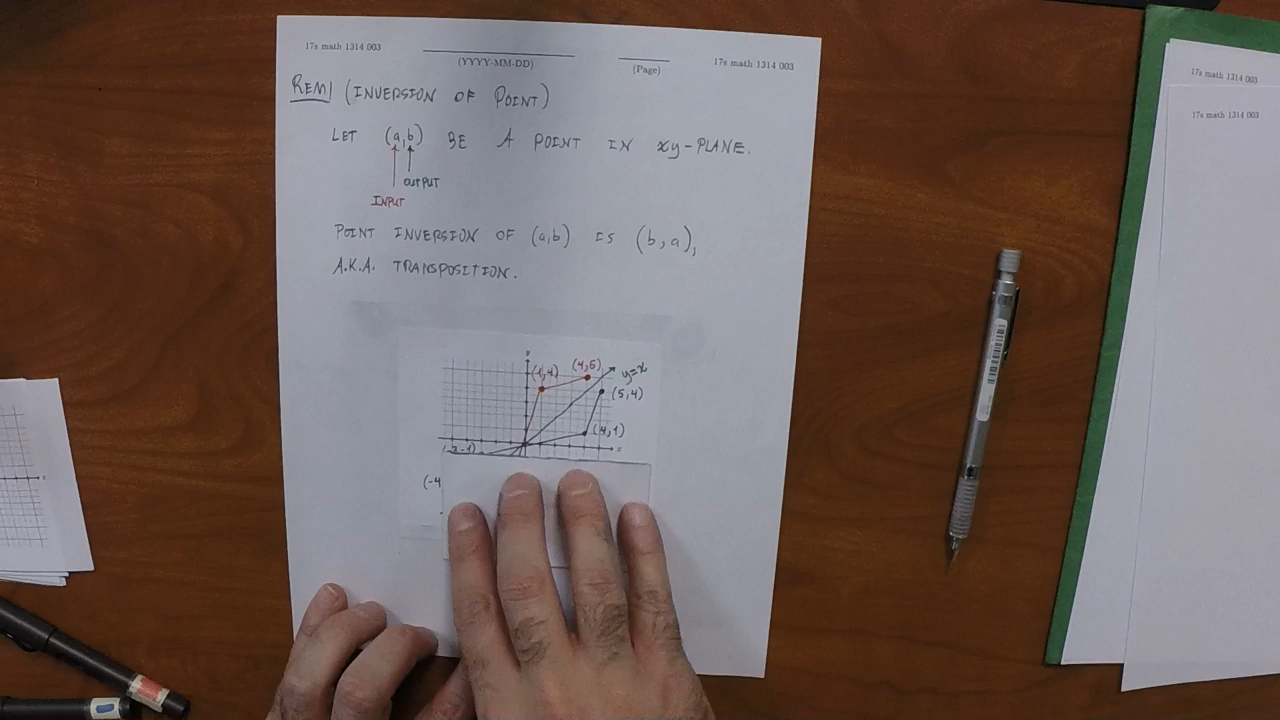 17s math 1314 003
(YYYY-MM-DD)
(Page)
17s math 1314 003
REM (INVERSION OF POINT)
LET (a,b) BE A POINT IN xy-PLANE.
OUTPUT
INPUT
POINT INVERSION OF (a,b) IS (b,a),
A.K.A. TRANSPOSITION.
(1,4)
(4,5)
y=x
(5,4)
(4,1)
x
(-4
17s math 1314 003
17s math 1314 003